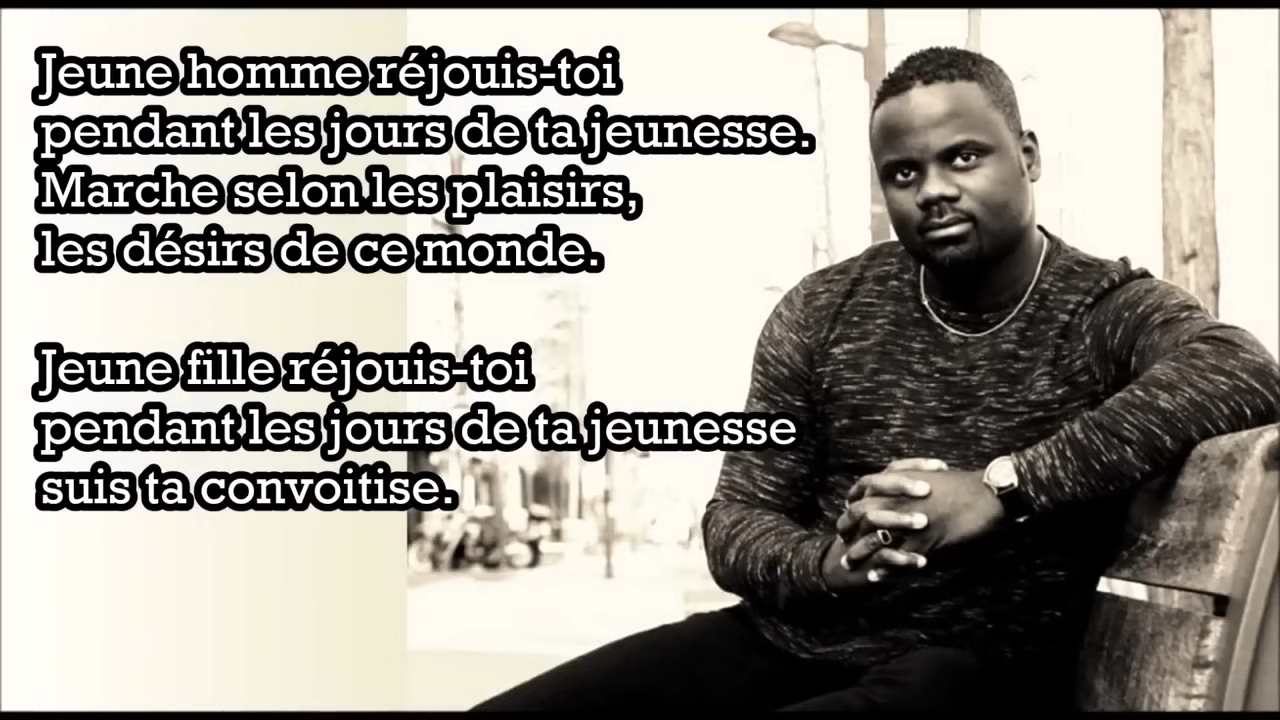 Jeune homme réjouis-toi
pendant les jours de ta jeunesse.
Marche selon les plaisirs,
les désirs de ce monde.
Jeune fille réjouis-toi
pendant les jours de ta jeunesse
suis ta convoitise.